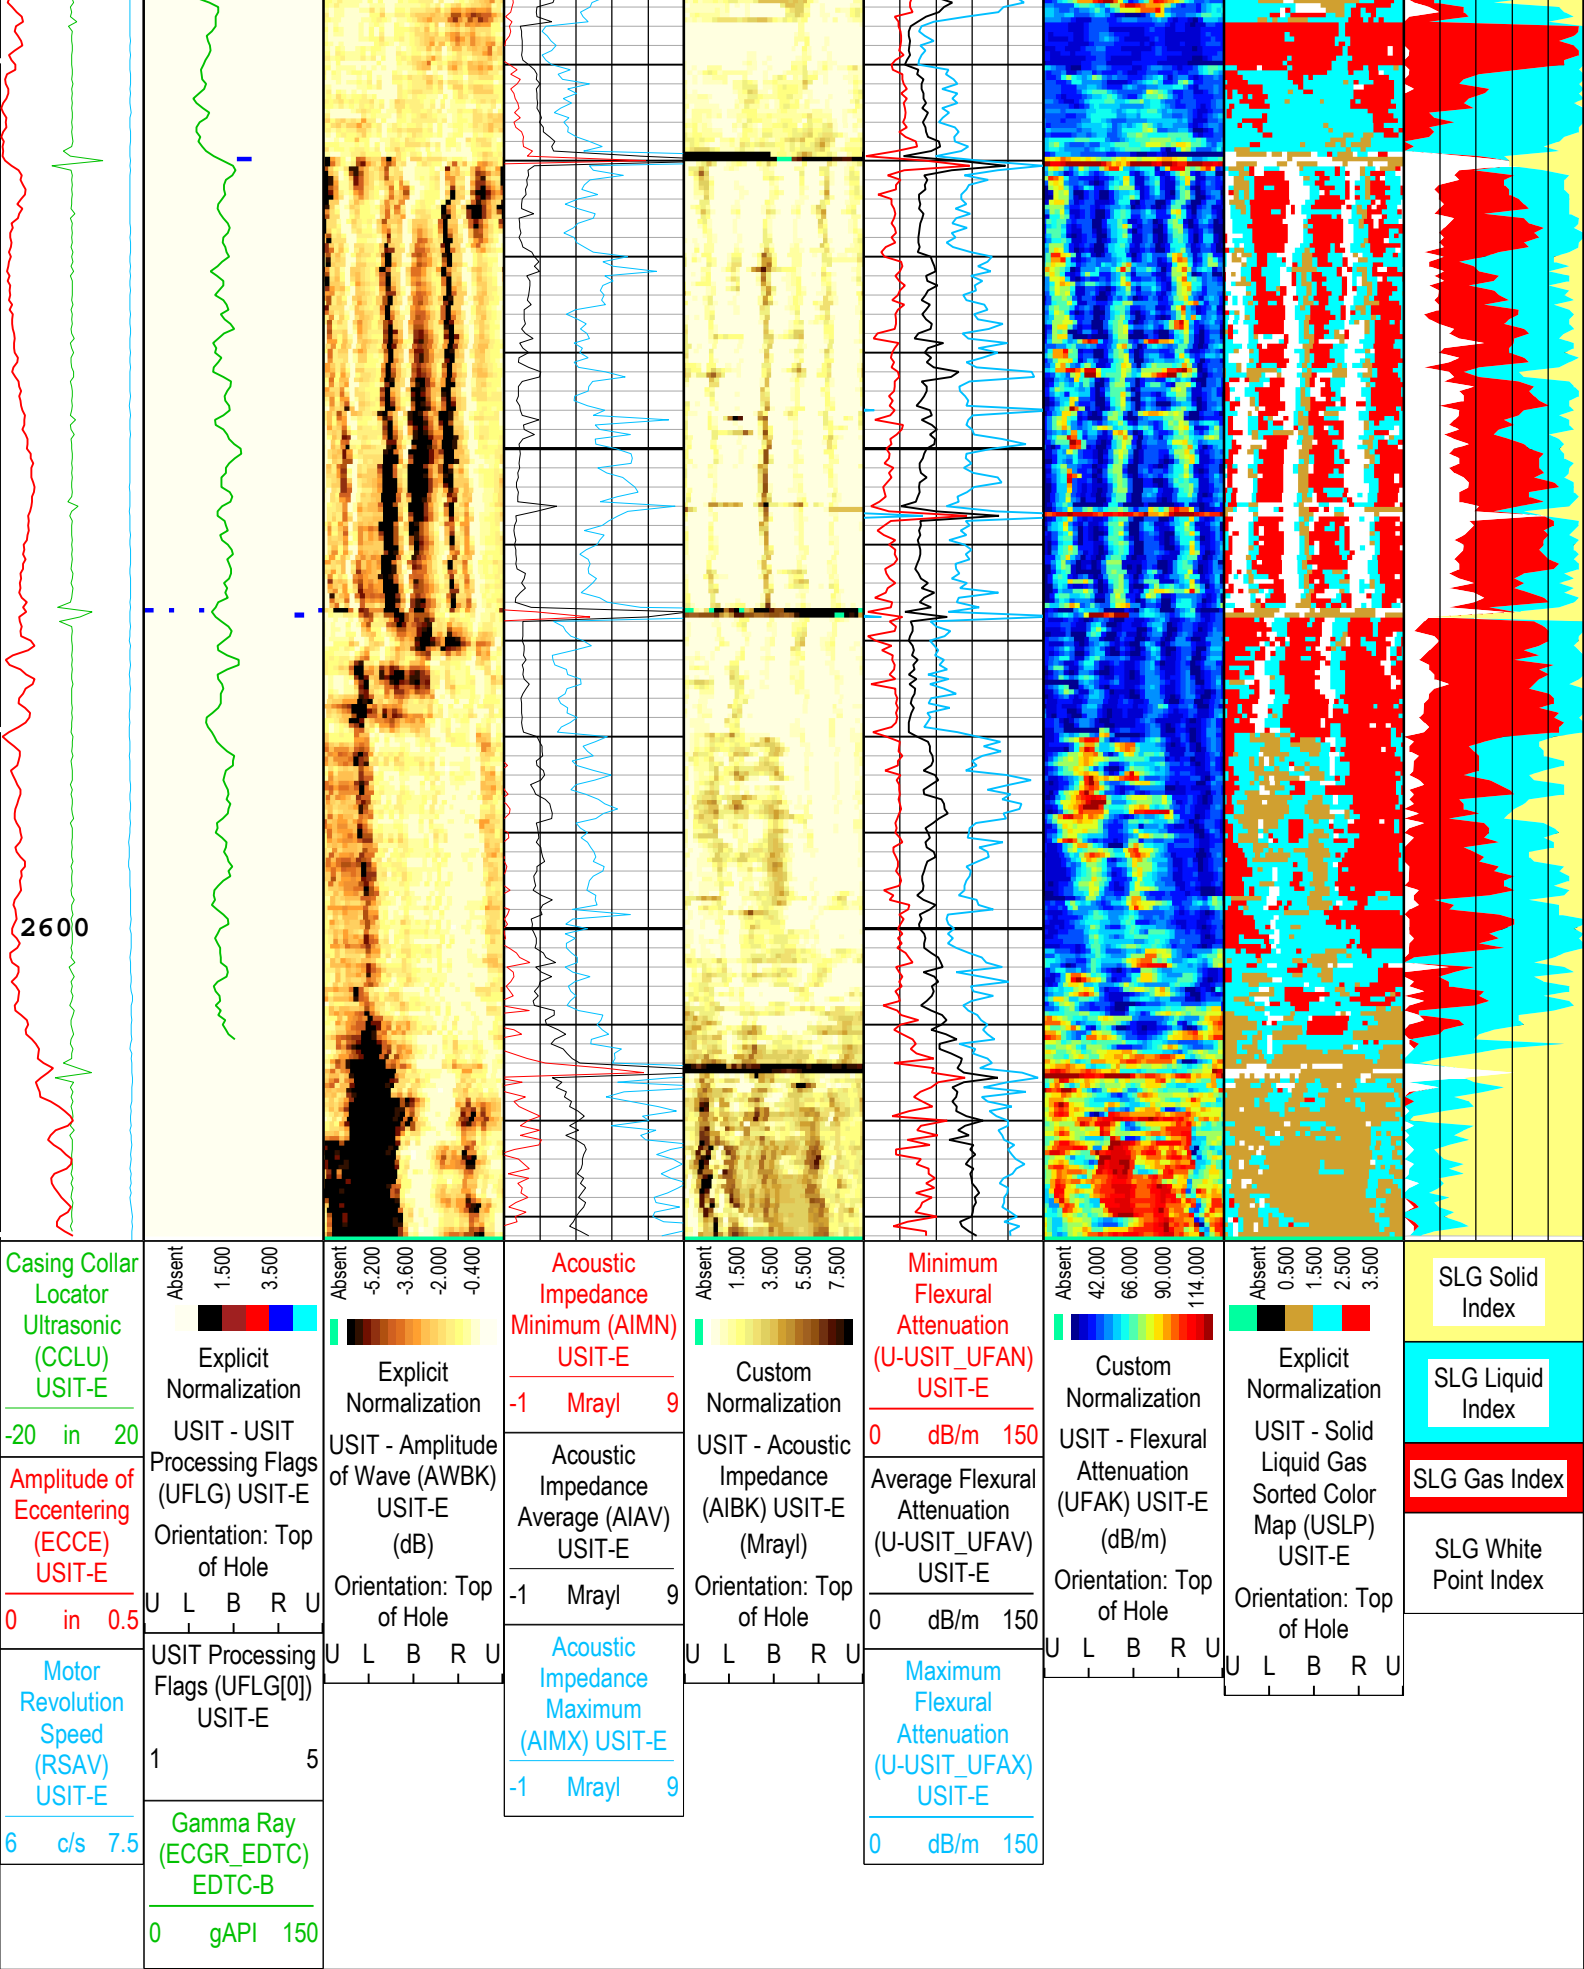 2600
Casing Collar
Locator
Ultrasonic
(CCLU)
USIT-E
-20 in 20
Amplitude of
Eccentering
(ECCE)
USIT-E
0 in 0.5
Motor
Revolution
Speed
(RSAV)
USIT-E
6 c/s 7.5
Absent 1.500 3.500
Explicit
Normalization
USIT - USIT
Processing Flags
(UFLG) USIT-E
Orientation: Top
of Hole
U L B R U
USIT Processing
Flags (UFLG[0])
USIT-E
1 5
Gamma Ray
(ECGR_EDTC)
EDTC-B
0 gAPI 150
Absent -5.200 -3.600 -2.000 -0.400
Explicit
Normalization
USIT - Amplitude
of Wave (AWBK)
USIT-E
(dB)
Orientation: Top
of Hole
U L B R U
Acoustic
Impedance
Minimum (AIMN)
USIT-E
-1 Mrayl 9
Acoustic
Impedance
Average (AIAV)
USIT-E
-1 Mrayl 9
Acoustic
Impedance
Maximum
(AIMX) USIT-E
-1 Mrayl 9
Absent 1.500 3.500 5.500 7.500
Custom
Normalization
USIT - Acoustic
Impedance
(AIBK) USIT-E
(Mrayl)
Orientation: Top
of Hole
U L B R U
Minimum
Flexural
Attenuation
(U-USIT_UFAN)
USIT-E
0 dB/m 150
Average Flexural
Attenuation
(U-USIT_UFAV)
USIT-E
0 dB/m 150
Maximum
Flexural
Attenuation
(U-USIT_UFAX)
USIT-E
0 dB/m 150
Absent 42.000 66.000 90.000 114.000
Custom
Normalization
USIT - Flexural
Attenuation
(UFAK) USIT-E
(dB/m)
Orientation: Top
of Hole
U L B R U
Absent 0.500 1.500 2.500 3.500
Explicit
Normalization
USIT - Solid
Liquid Gas
Sorted Color
Map (USLP)
USIT-E
Orientation: Top
of Hole
U L B R U
SLG Solid
Index
SLG Liquid
Index
SLG Gas Index
SLG White
Point Index